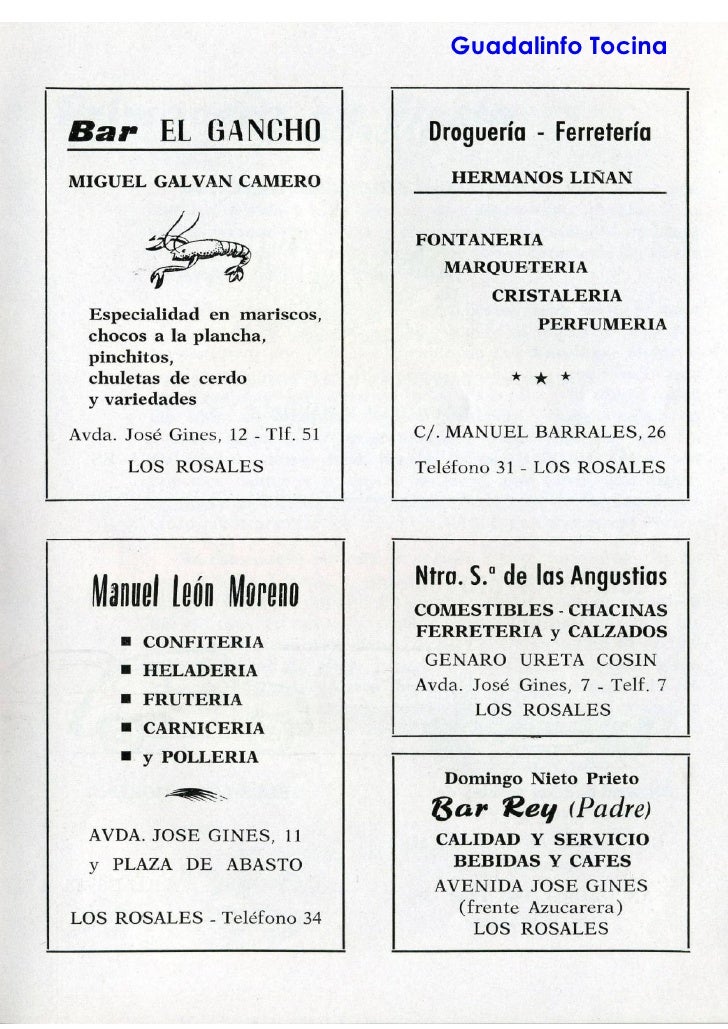 Guadalinfo Tocina
Bar EL GANCHO
MIGUEL GALVAN CAMERO
Especialidad en mariscos,
chocos a la plancha,
pinchitos,
chuletas de cerdo
y variedades
Avda. José Gines, 12 - Tlf. 51
LOS ROSALES
Droguería - Ferretería
HERMANOS LIÑAN
FONTANERIA
MARQUETERIA
CRISTALERIA
PERFUMERIA
★ ★ ★
C/. MANUEL BARRALES, 26
Teléfono 31 - LOS ROSALES
Manuel León Moreno
■ CONFITERIA
■ HELADERIA
■ FRUTERIA
■ CARNICERIA
■ y POLLERIA
AVDA. JOSE GINES, 11
y PLAZA DE ABASTO
LOS ROSALES - Teléfono 34
Ntra. S.ª de las Angustias
COMESTIBLES - CHACINAS
FERRETERIA y CALZADOS
GENARO URETA COSIN
Avda. José Gines, 7 - Telf. 7
LOS ROSALES
Domingo Nieto Prieto
Bar Rey (Padre)
CALIDAD Y SERVICIO
BEBIDAS Y CAFES
AVENIDA JOSE GINES
(frente Azucarera)
LOS ROSALES